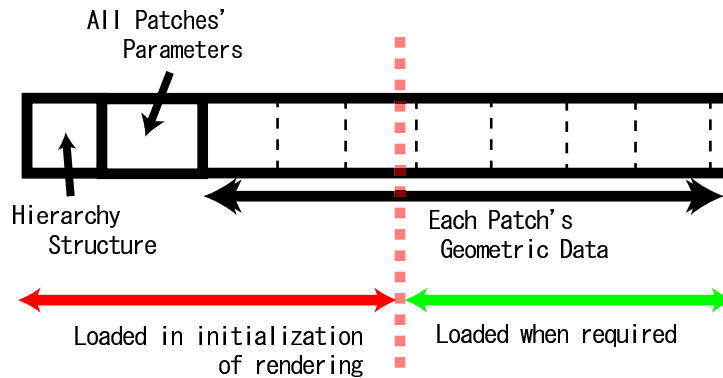 All Patches'
Parameters
Hierarchy
Structure
Each Patch's
Geometric Data
Loaded in initialization
of rendering
Loaded when required